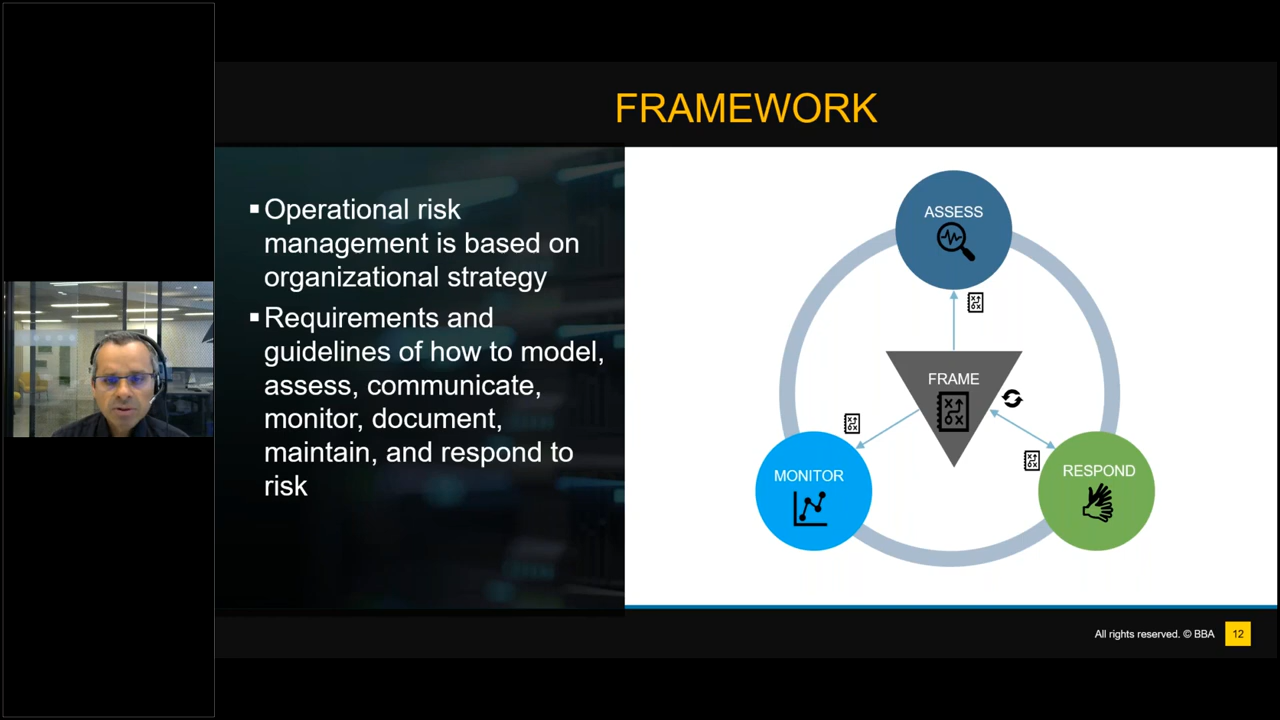 FRAMEWORK
▪Operational risk
management is based on
organizational strategy
▪Requirements and
guidelines of how to model,
assess, communicate,
monitor, document,
maintain, and respond to
risk
ASSESS
FRAME
MONITOR
RESPOND
All rights reserved. © BBA
12